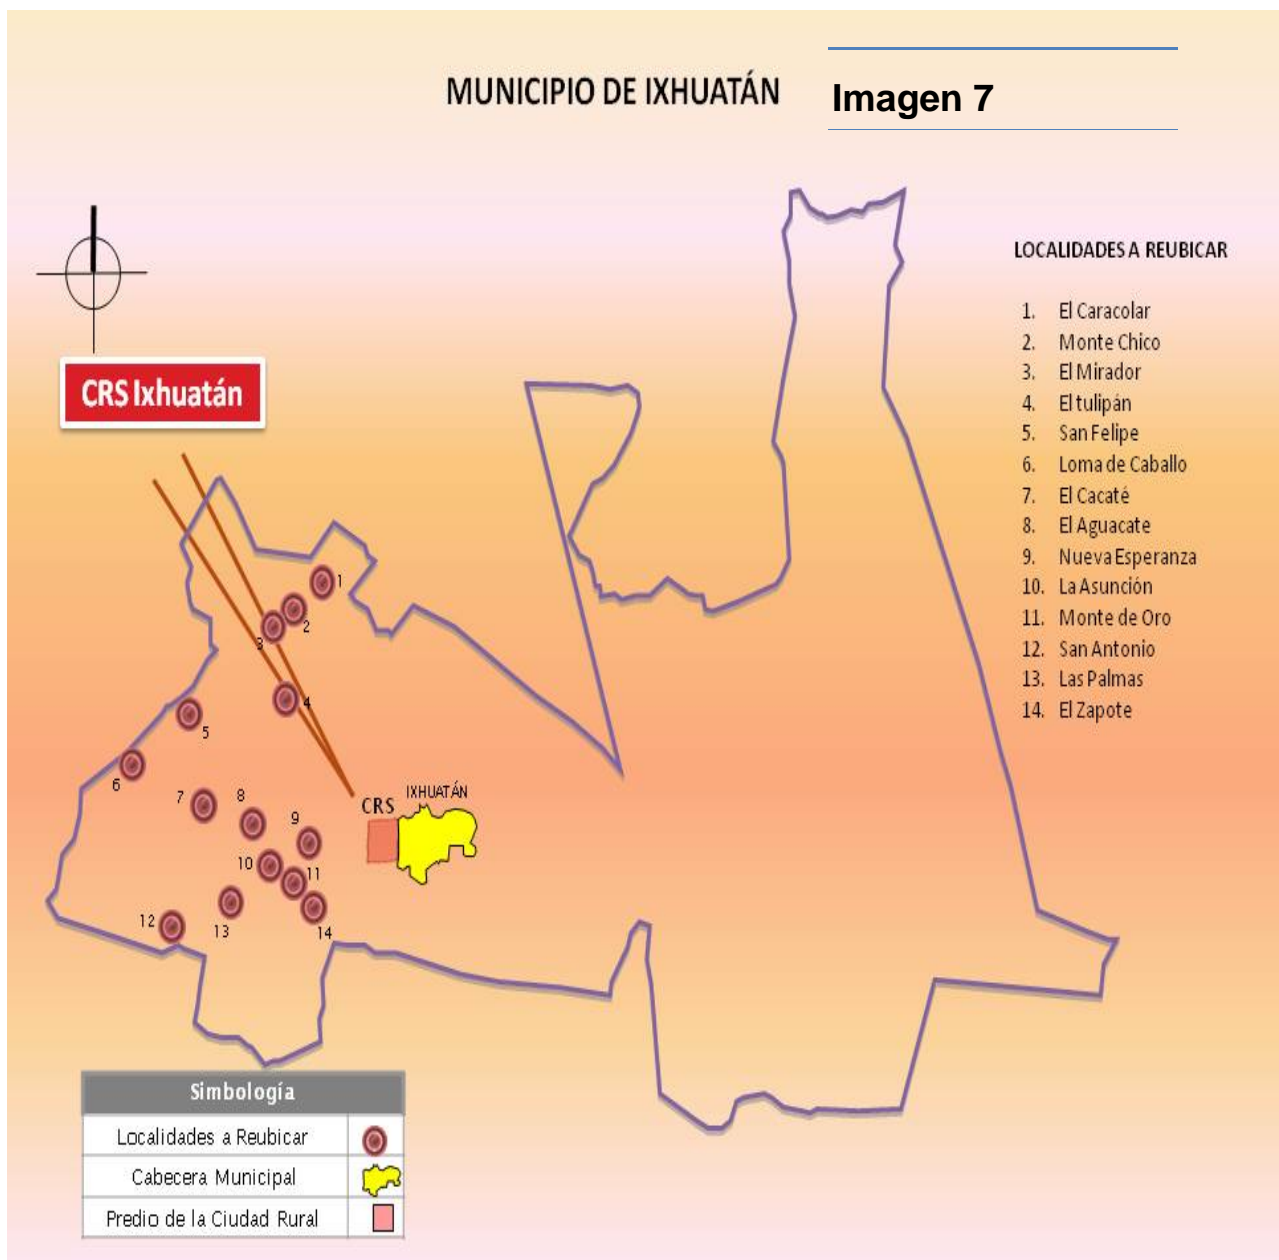 MUNICIPIO DE IXHUATÁN
Imagen 7
LOCALIDADES A REUBICAR
1. El Caracolar
2. Monte Chico
3. El Mirador
4. El tulipán
5. San Felipe
6. Loma de Caballo
7. El Cacaté
8. El Aguacate
9. Nueva Esperanza
10. La Asunción
11. Monte de Oro
12. San Antonio
13. Las Palmas
14. El Zapote
CRS Ixhuatán
1
2
3
4
5
6
7
8
9
10
11
12
13
14
CRS
IXHUATÁN
Simbología
Localidades a Reubicar
Cabecera Municipal
Predio de la Ciudad Rural